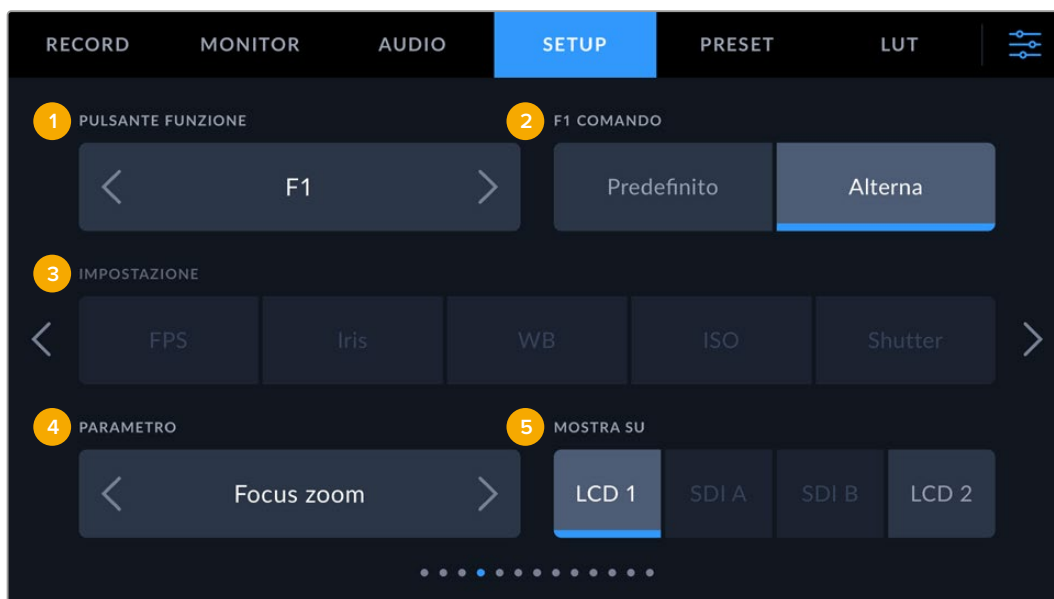 RECORD MONITOR AUDIO SETUP PRESET LUT
1 PULSANTE FUNZIONE 2 F1 COMANDO
F1 Predefinito Alterna
3 IMPOSTAZIONE
FPS Iris WB ISO Shutter
4 PARAMETRO 5 MOSTRA SU
Focus zoom LCD 1 SDI A SDI B LCD 2